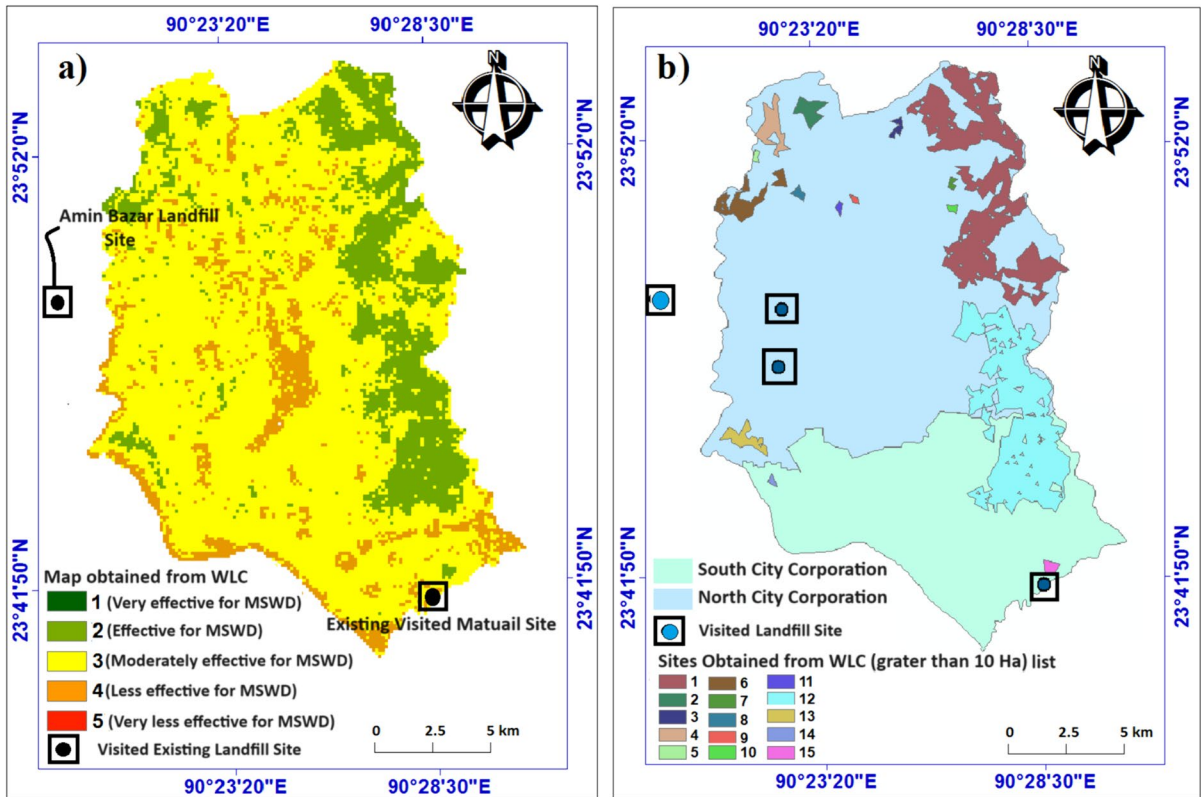 90°23'20"E
90°28'30"E
a)
N
23°52'0"N
23°52'0"N
Amin Bazar Landfill
Site
23°41'50"N
23°41'50"N
Map obtained from WLC
1 (Very effective for MSWD)
2 (Effective for MSWD)
3 (Moderately effective for MSWD)
4 (Less effective for MSWD)
5 (Very less effective for MSWD)
Visited Existing Landfill Site
Existing Visited Matuail Site
0 2.5 5 km
90°23'20"E
90°28'30"E
90°23'20"E
90°28'30"E
b)
N
23°52'0"N
23°52'0"N
23°41'50"N
23°41'50"N
South City Corporation
North City Corporation
Visited Landfill Site
Sites Obtained from WLC (grater than 10 Ha) list
1 6 11
2 7 12
3 8 13
4 9 14
5 10 15
0 2.5 5 km
90°23'20"E
90°28'30"E